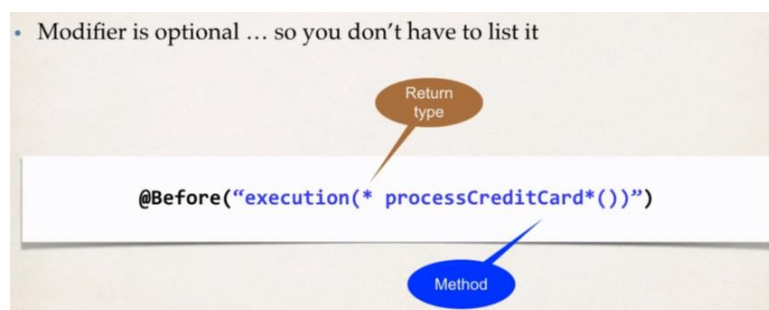 • Modifier is optional … so you don’t have to list it
Return
type
@Before(“execution(* processCreditCard*())”)
Method